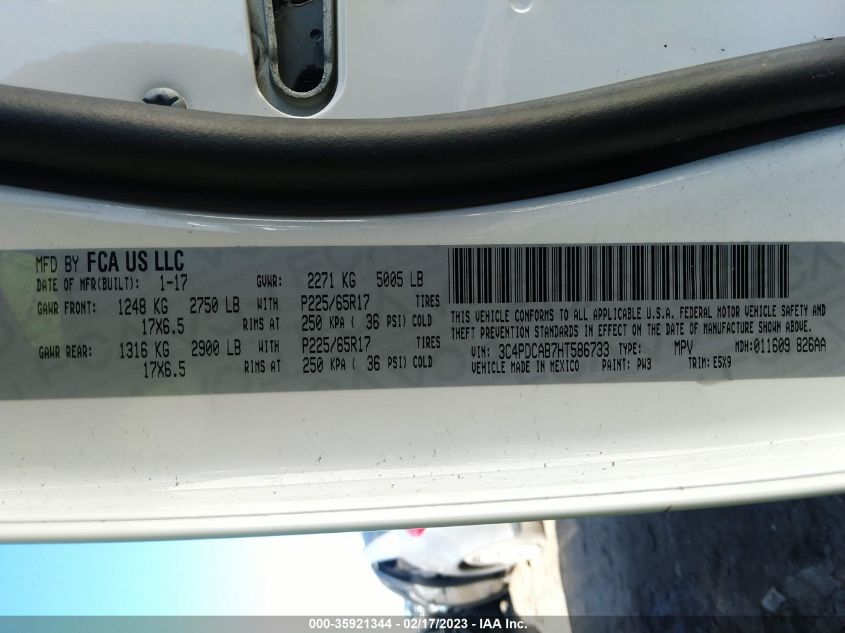 MFD BY FCA US LLC
DATE OF MFR(BUILT): 1-17 GVWR: 2271 KG 5005 LB
GAWR FRONT: 1248 KG 2750 LB WITH P225/65R17 TIRES
17X6.5 RIMS AT 250 KPA ( 36 PSI) COLD
GAWR REAR: 1316 KG 2900 LB WITH P225/65R17 TIRES
17X6.5 RIMS AT 250 KPA ( 36 PSI) COLD
THIS VEHICLE CONFORMS TO ALL APPLICABLE U.S.A. FEDERAL MOTOR VEHICLE SAFETY AND
THEFT PREVENTION STANDARDS IN EFFECT ON THE DATE OF MANUFACTURE SHOWN ABOVE.
VIN: 3C4PDCAB7HT586733 TYPE: MPV MDH:011609 826AA
VEHICLE MADE IN MEXICO PAINT: PW3 TRIM: E5X9
000-35921344 — 02/17/2023 — IAA Inc.